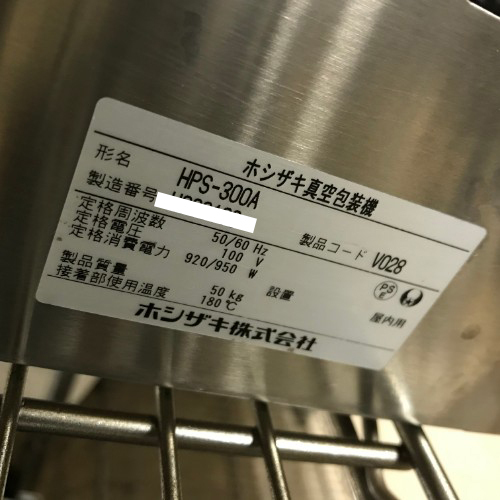 ホシザキ真空包装機
形名 HPS-300A
製造番号
製品コード V028
定格周波数 50/60 Hz
定格電圧 100 V
定格消費電力 920/950 W
PS
E
製品質量 50 kg 設置 屋内用
接着部使用温度 180℃
ホシザキ株式会社